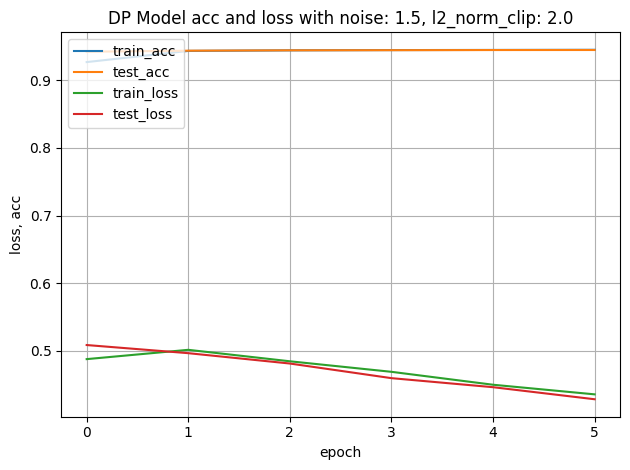 DP Model acc and loss with noise: 1.5, l2_norm_clip: 2.0
train_acc
test_acc
train_loss
test_loss
0.9
0.8
0.7
0.6
0.5
loss, acc
0 1 2 3 4 5
epoch